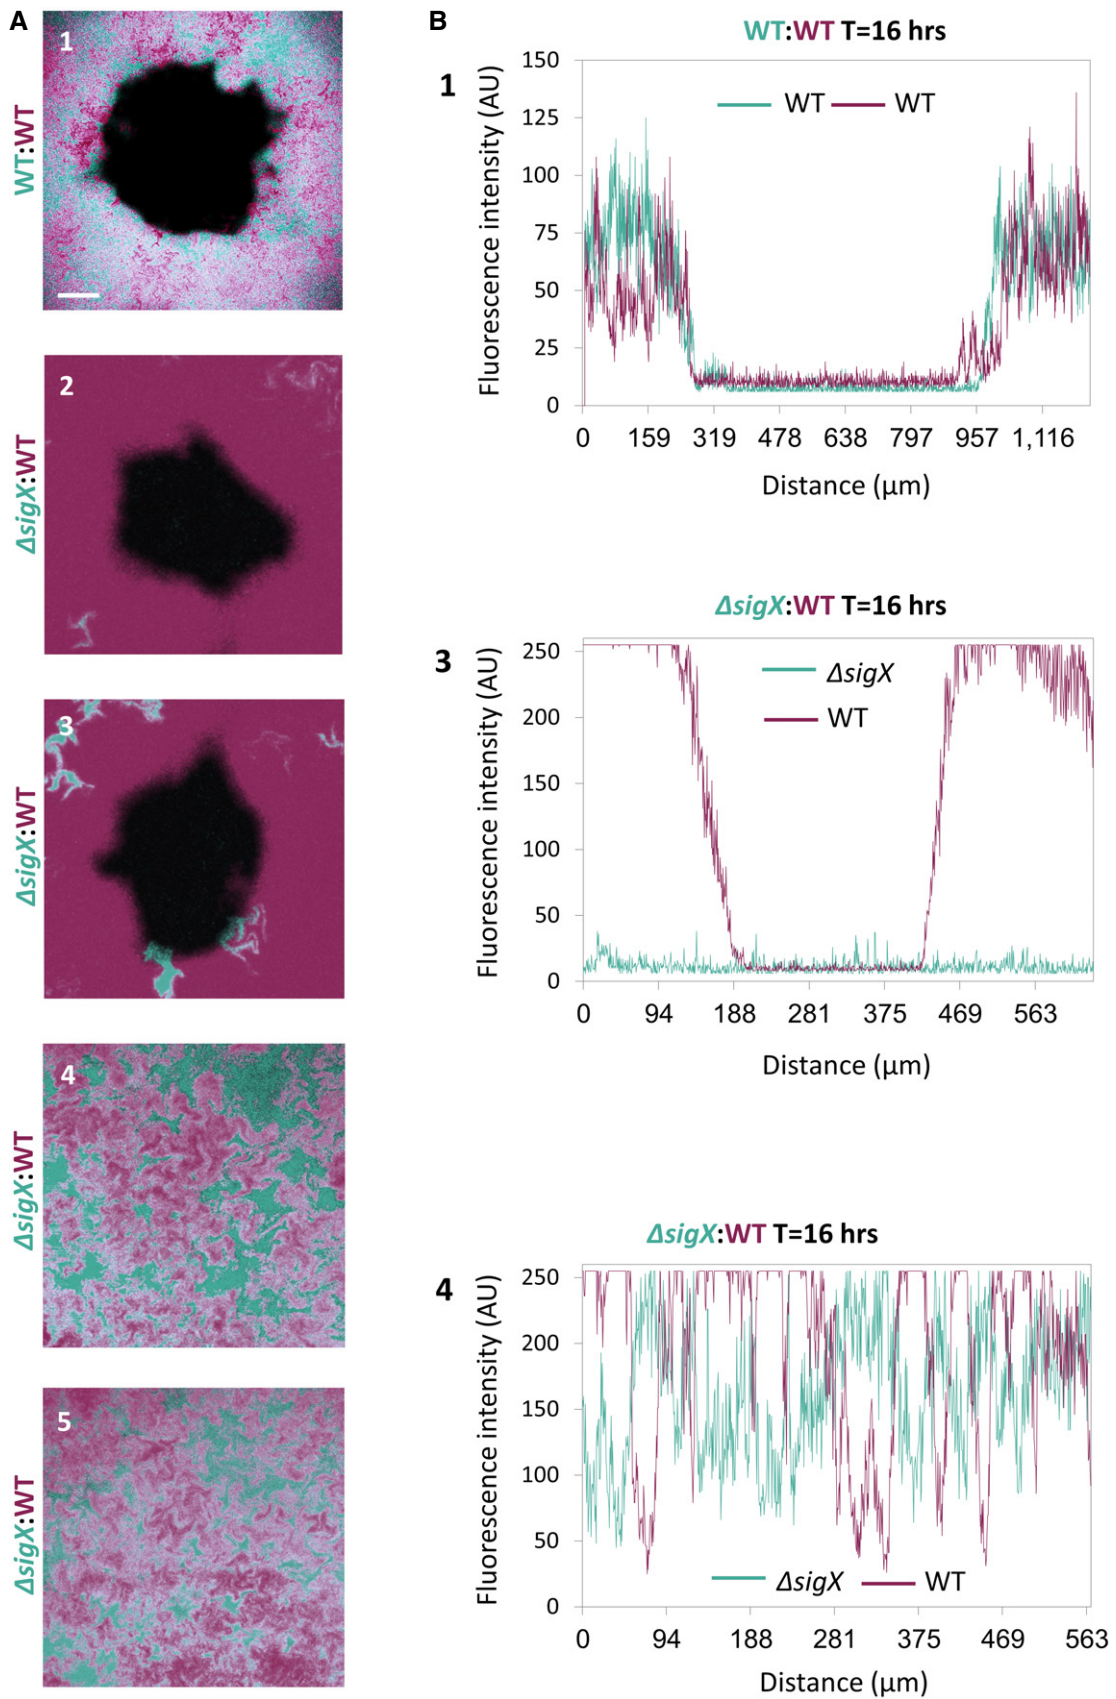 A
1
WT:WT
2
ΔsigX:WT
3
ΔsigX:WT
4
ΔsigX:WT
5
ΔsigX:WT
B
WT:WT T=16 hrs
1
WT WT
Fluorescence intensity (AU)
150
125
100
75
50
25
0
0 159 319 478 638 797 957 1,116
Distance (µm)
ΔsigX:WT T=16 hrs
3
ΔsigX
WT
Fluorescence intensity (AU)
250
200
150
100
50
0
0 94 188 281 375 469 563
Distance (µm)
ΔsigX:WT T=16 hrs
4
Fluorescence intensity (AU)
250
200
150
100
50
0
ΔsigX WT
0 94 188 281 375 469 563
Distance (µm)